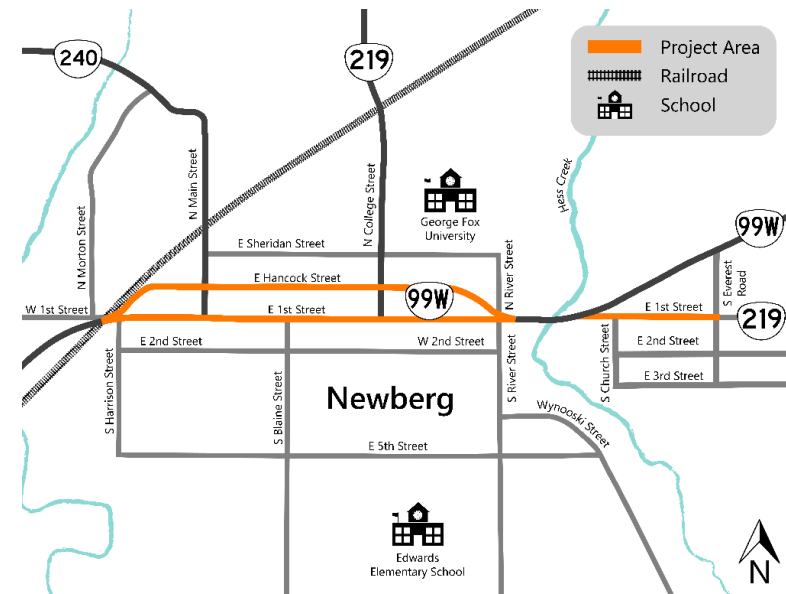 240
219
Project Area
Railroad
School
N Main Street
N College Street
N Morton Street
George Fox
University
Hess Creek
99W
E Sheridan Street
N River Street
S Everest
Road
E Hancock Street
99W
W 1st Street
E 1st Street
E 1st Street
219
E 2nd Street
W 2nd Street
E 2nd Street
S Harrison Street
S Blaine Street
S River Street
S Church Street
E 3rd Street
Newberg
Wynooski Street
E 5th Street
Edwards
Elementary School
N